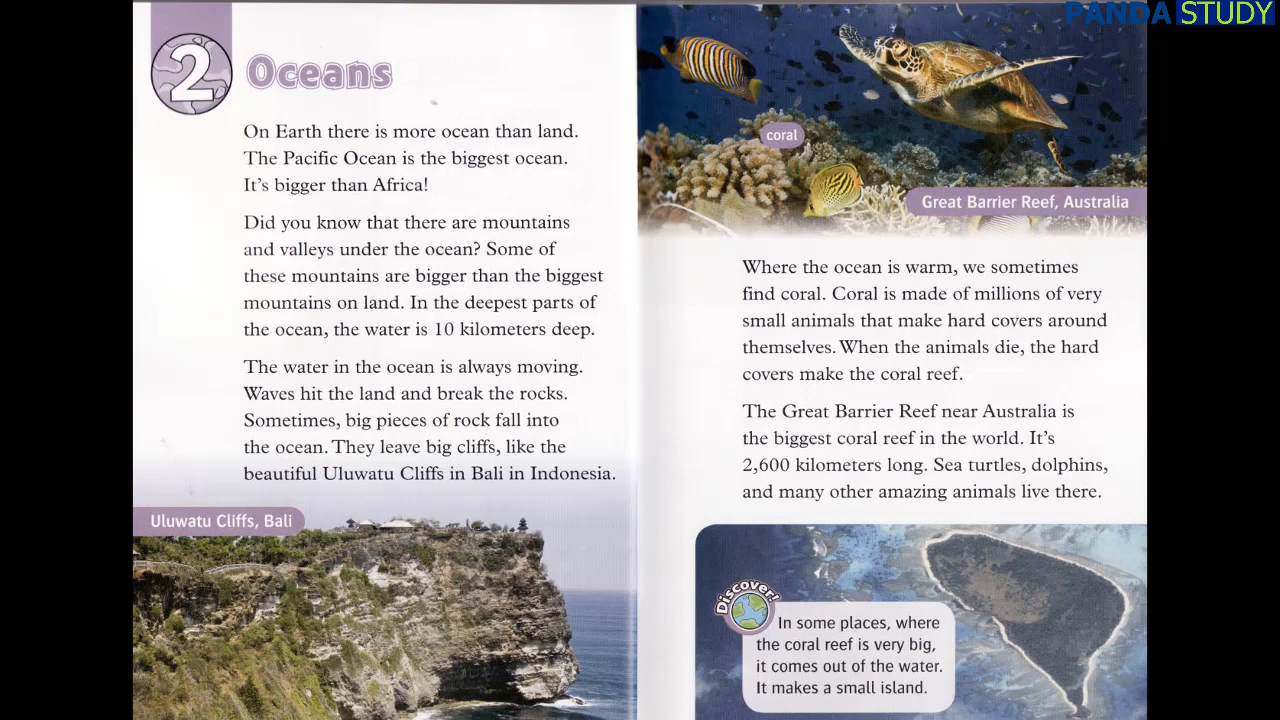 PANDA STUDY
2 Oceans
On Earth there is more ocean than land.
The Pacific Ocean is the biggest ocean.
It's bigger than Africa!
Did you know that there are mountains
and valleys under the ocean? Some of
these mountains are bigger than the biggest
mountains on land. In the deepest parts of
the ocean, the water is 10 kilometers deep.
The water in the ocean is always moving.
Waves hit the land and break the rocks.
Sometimes, big pieces of rock fall into
the ocean. They leave big cliffs, like the
beautiful Uluwatu Cliffs in Bali in Indonesia.
Uluwatu Cliffs, Bali
coral
Great Barrier Reef, Australia
Where the ocean is warm, we sometimes
find coral. Coral is made of millions of very
small animals that make hard covers around
themselves. When the animals die, the hard
covers make the coral reef.
The Great Barrier Reef near Australia is
the biggest coral reef in the world. It's
2,600 kilometers long. Sea turtles, dolphins,
and many other amazing animals live there.
Discover!
In some places, where
the coral reef is very big,
it comes out of the water.
It makes a small island.